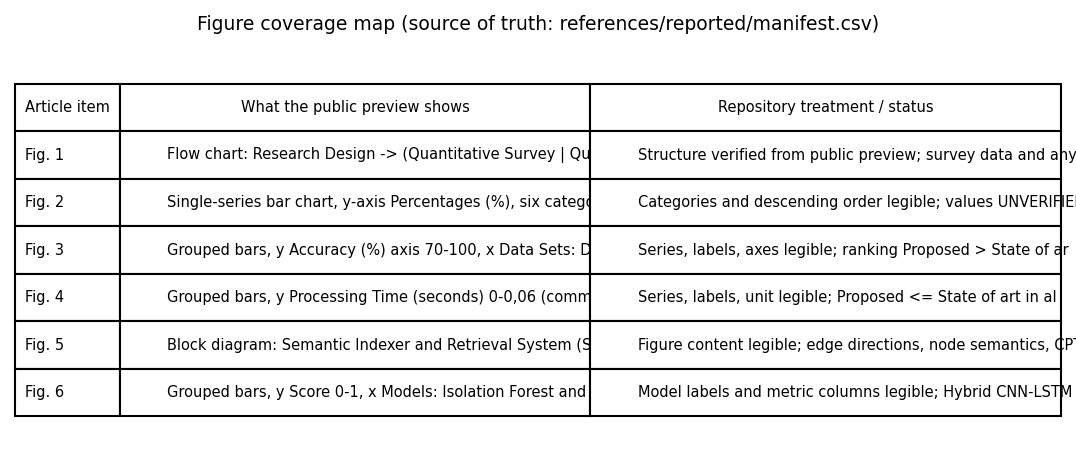 Figure coverage map (source of truth: references/reported/manifest.csv)
Article item What the public preview shows Repository treatment / status
Fig. 1 Flow chart: Research Design -> (Quantitative Survey | Qu Structure verified from public preview; survey data and any
Fig. 2 Single-series bar chart, y-axis Percentages (%), six catego Categories and descending order legible; values UNVERIFIE
Fig. 3 Grouped bars, y Accuracy (%) axis 70-100, x Data Sets: D Series, labels, axes legible; ranking Proposed > State of ar
Fig. 4 Grouped bars, y Processing Time (seconds) 0-0,06 (comm Series, labels, unit legible; Proposed <= State of art in al
Fig. 5 Block diagram: Semantic Indexer and Retrieval System (S Figure content legible; edge directions, node semantics, CPT
Fig. 6 Grouped bars, y Score 0-1, x Models: Isolation Forest and Model labels and metric columns legible; Hybrid CNN-LSTM